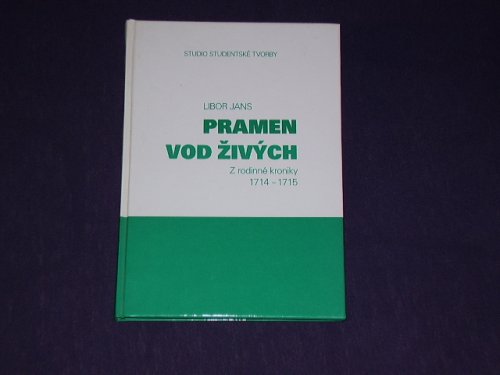 STUDIO STUDENTSKÉ TVORBY
LIBOR JANS
PRAMEN
VOD ŽIVÝCH
Z rodinné kroniky
1714 – 1715